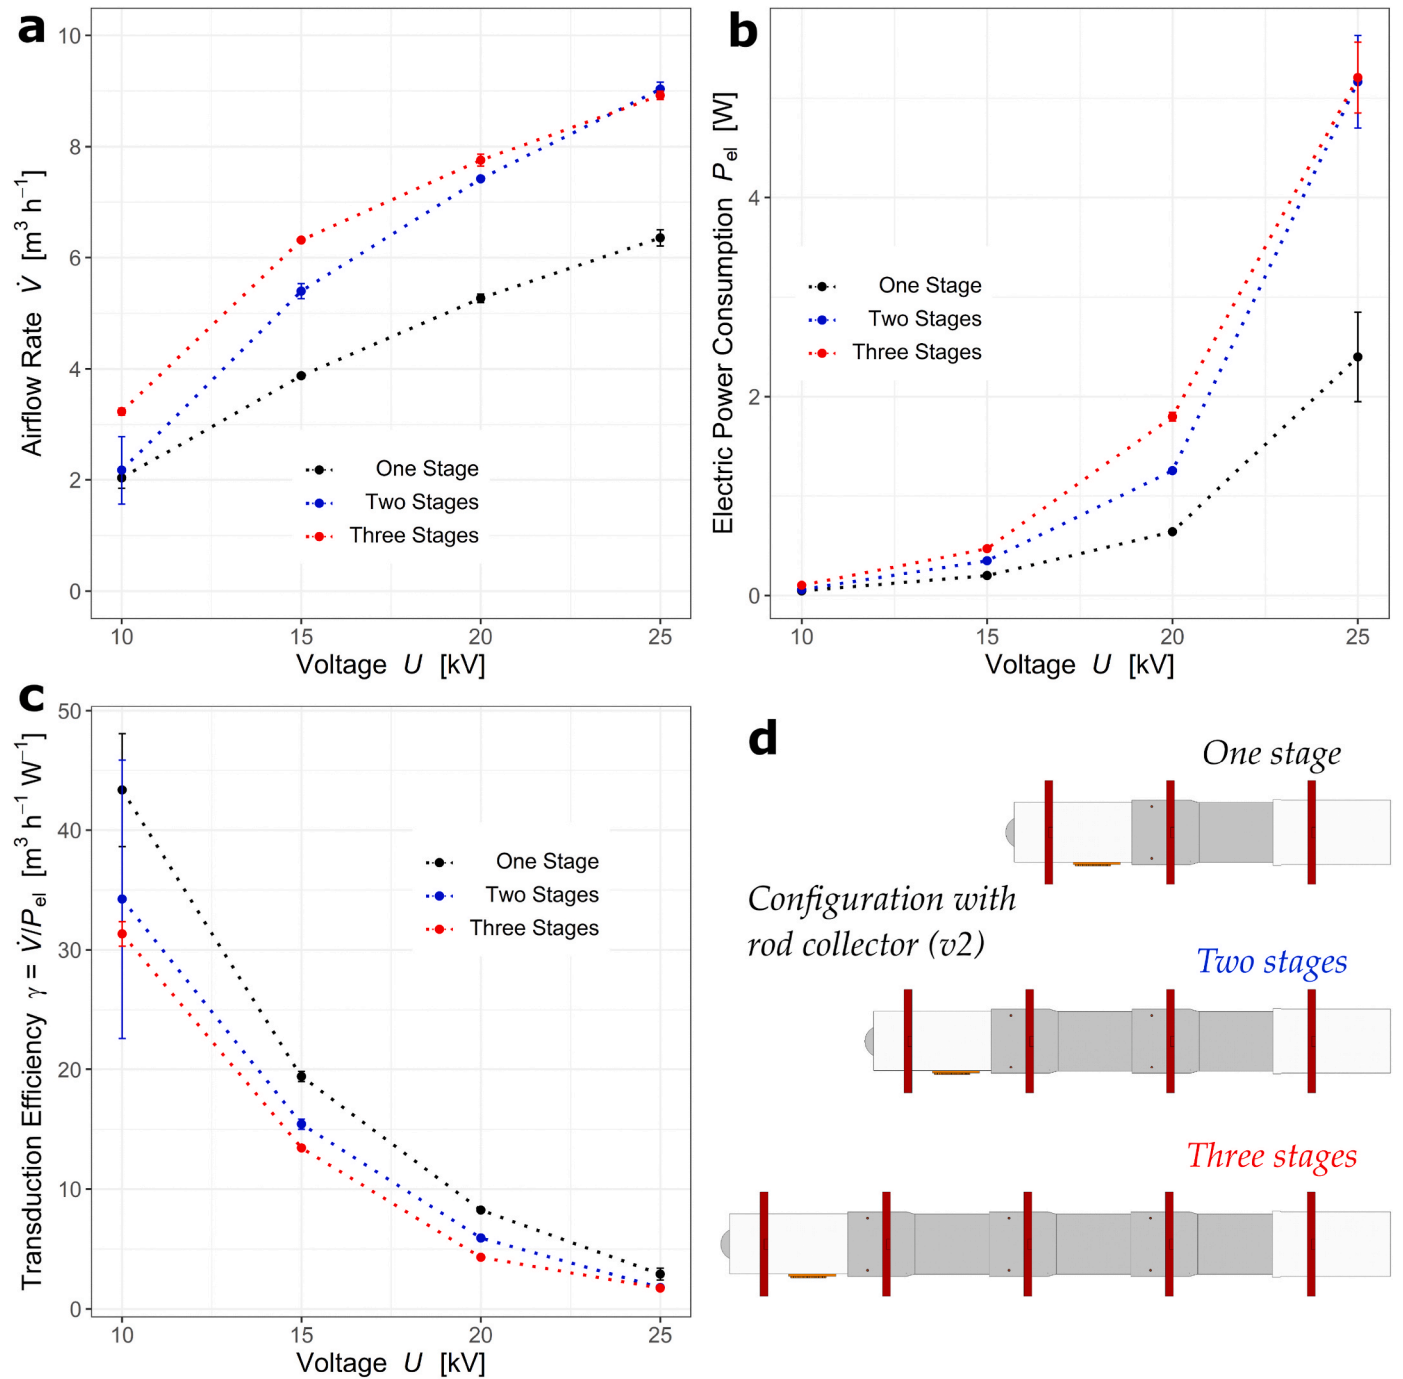 a
10
8
6
4
2
0
Airflow Rate V̇ [m³ h⁻¹]
One Stage
Two Stages
Three Stages
10 15 20 25
Voltage U [kV]
b
4
2
0
Electric Power Consumption Pel [W]
One Stage
Two Stages
Three Stages
10 15 20 25
Voltage U [kV]
c
50
40
30
20
10
0
Transduction Efficiency γ = V̇/Pel [m³ h⁻¹ W⁻¹]
One Stage
Two Stages
Three Stages
10 15 20 25
Voltage U [kV]
d
One stage
Configuration with
rod collector (v2)
Two stages
Three stages